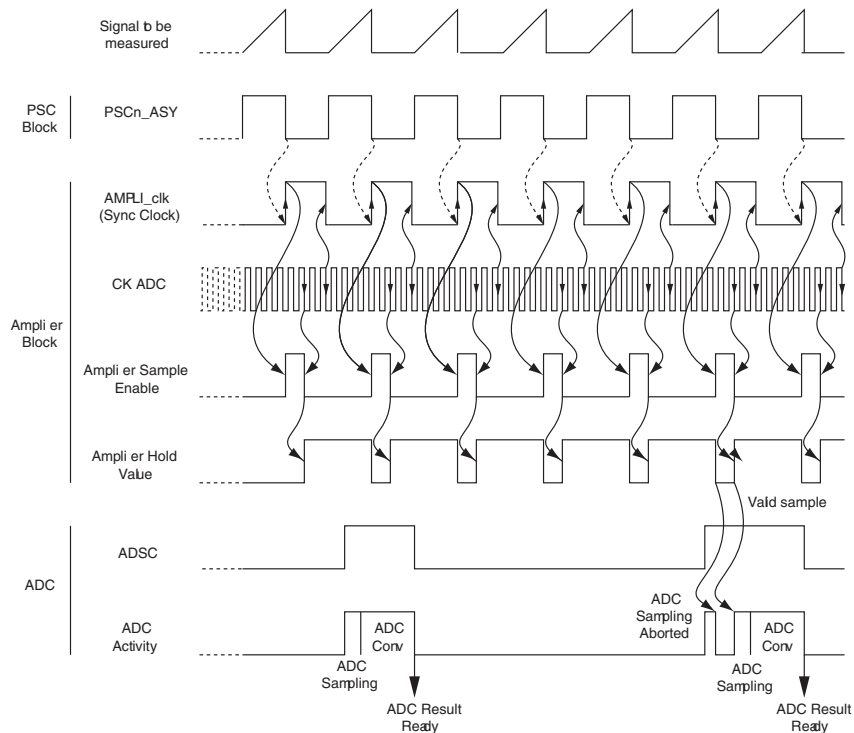 Signal to be
measured
PSC
Block
PSCn_ASY
AMPLI_clk
(Sync Clock)
CK ADC
Ampli er
Block
Ampli er Sample
Enable
Ampli er Hold
Value
Valid sample
ADSC
ADC
ADC
Activity
ADC
Conv
ADC
Sampling
ADC Result
Ready
ADC
Sampling
Aborted
ADC
Conv
ADC
Sampling
ADC Result
Ready